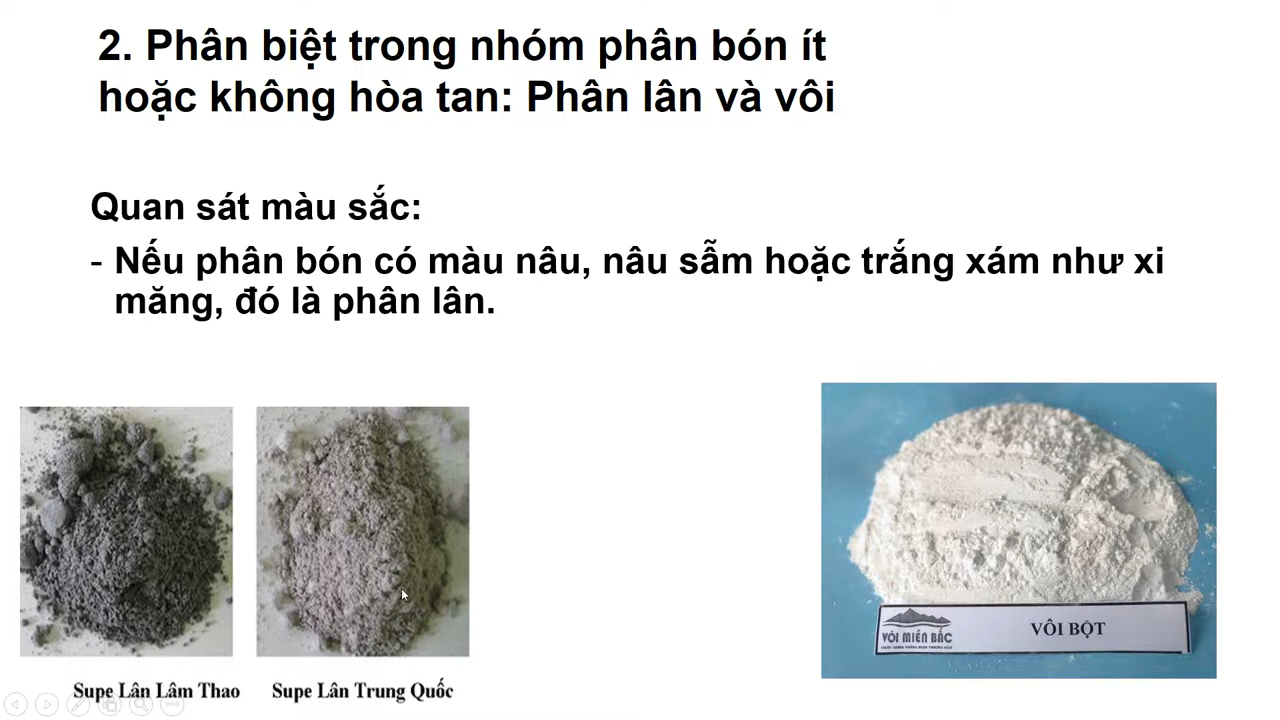 2. Phân biệt trong nhóm phân bón ít
hoặc không hòa tan: Phân lân và vôi
Quan sát màu sắc:
- Nếu phân bón có màu nâu, nâu sẫm hoặc trắng xám như xi
măng, đó là phân lân.
VÔI MIỀN BẮC
VÔI BỘT
Supe Lân Lâm Thao
Supe Lân Trung Quốc